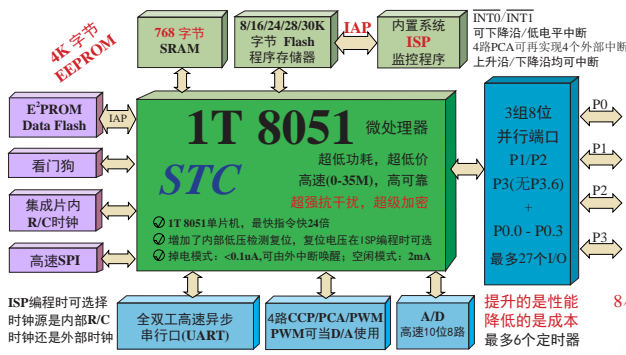 4K 字节
EEPROM
768 字节
SRAM
8/16/24/28/30K
字节 Flash
程序存储器
IAP
内置系统
ISP
监控程序
INT0/INT1
可下降沿/低电平中断
4路PCA可再实现4个外部中断
上升沿/下降沿均可中断
E²PROM
Data Flash
IAP
看门狗
集成片内
R/C时钟
高速SPI
1T 8051 微处理器
STC
超低功耗，超低价
高速(0-35M)，高可靠
超强抗干扰，超级加密
1T 8051单片机，最快指令快24倍
增加了内部低压检测复位，复位电压在ISP编程时可选
掉电模式：<0.1uA,可由外中断唤醒；空闲模式：2mA
3组8位
并行端口
P1/P2
P3(无P3.6)
+
P0.0 - P0.3
最多27个I/O
P0
P1
P2
P3
ISP编程时可选择
时钟源是内部R/C
时钟还是外部时钟
全双工高速异步
串行口(UART)
4路CCP/PCA/PWM
PWM可当D/A使用
A/D
高速10位8路
提升的是性能
降低的是成本
最多6个定时器